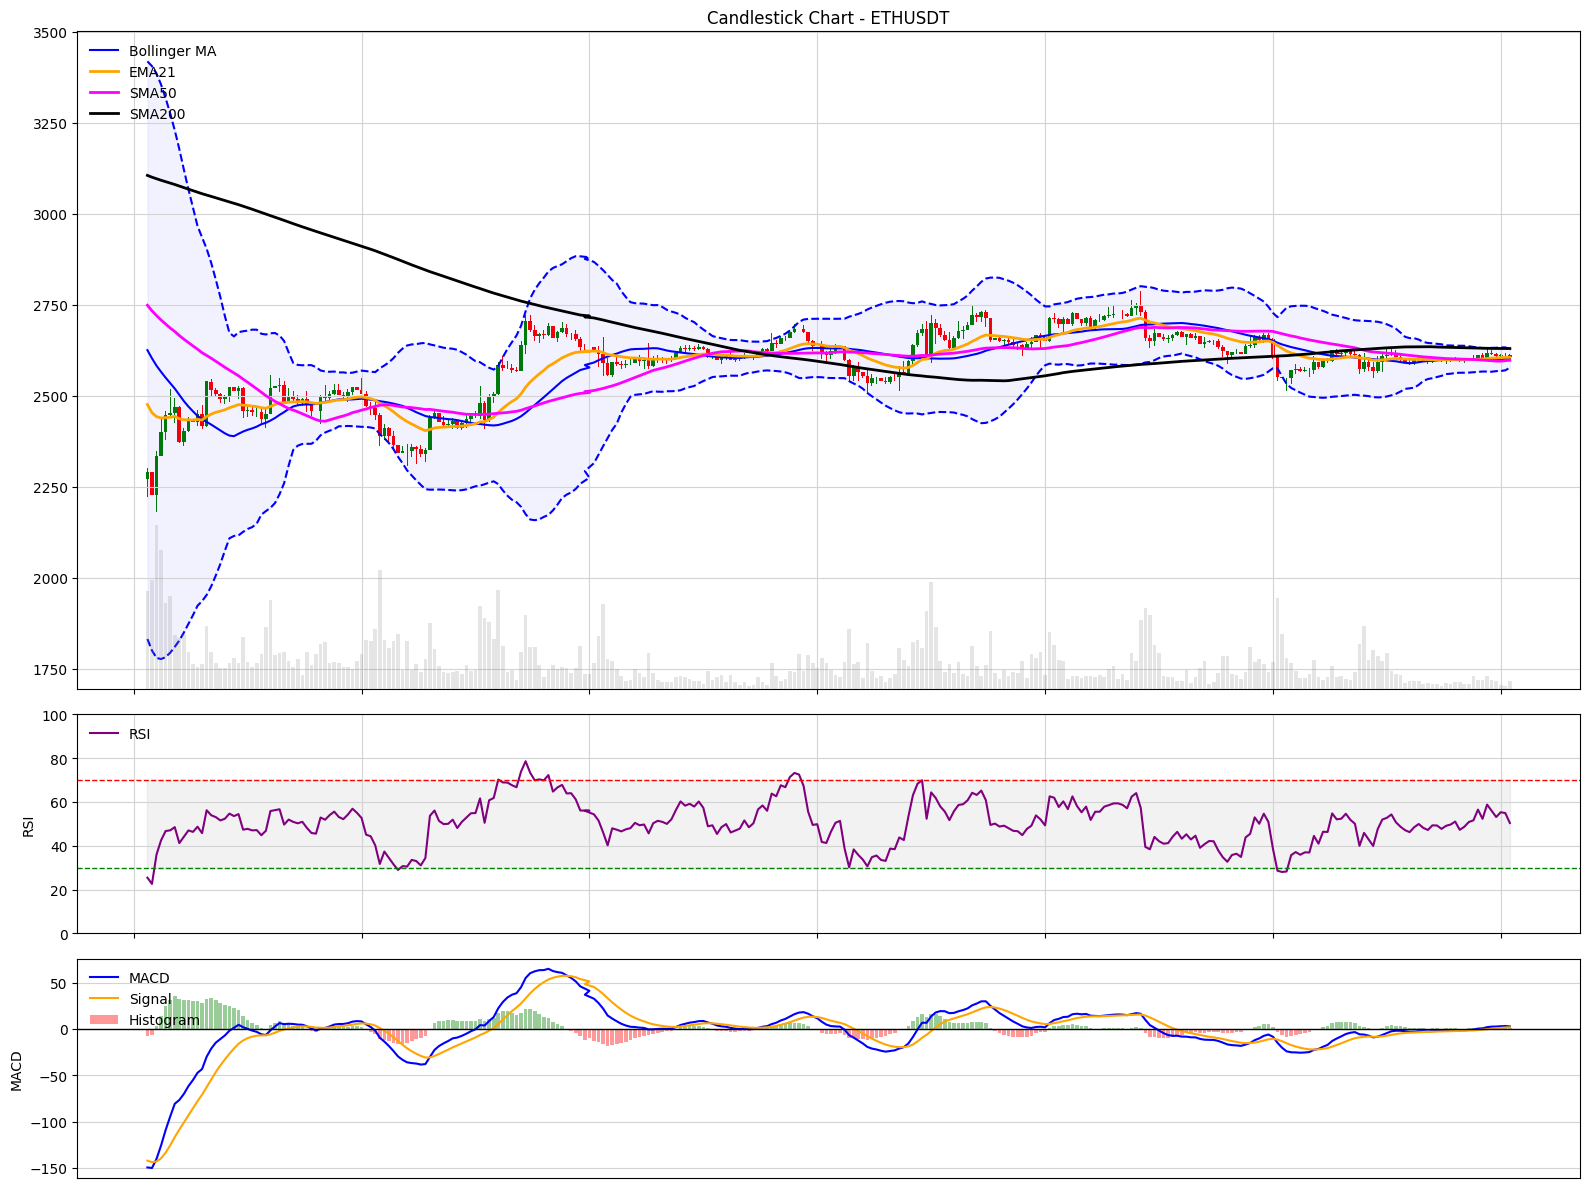 Candlestick Chart - ETHUSDT
3500
3250
3000
2750
2500
2250
2000
1750
Bollinger MA
EMA21
SMA50
SMA200
100
80
60
40
20
0
RSI
RSI
50
0
−50
−100
−150
MACD
MACD
Signal
Histogram